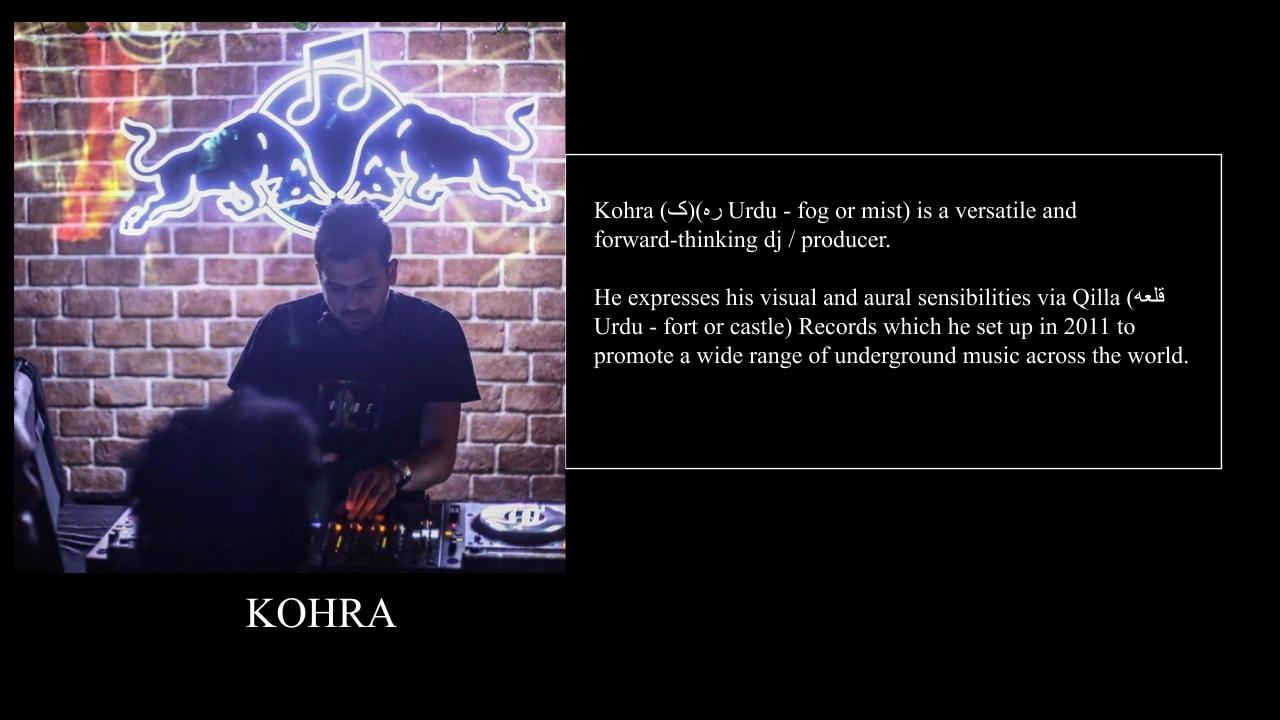 Kohra (ک)(ره Urdu - fog or mist) is a versatile and
forward-thinking dj / producer.
He expresses his visual and aural sensibilities via Qilla (قلعه
Urdu - fort or castle) Records which he set up in 2011 to
promote a wide range of underground music across the world.
VIBE
KOHRA